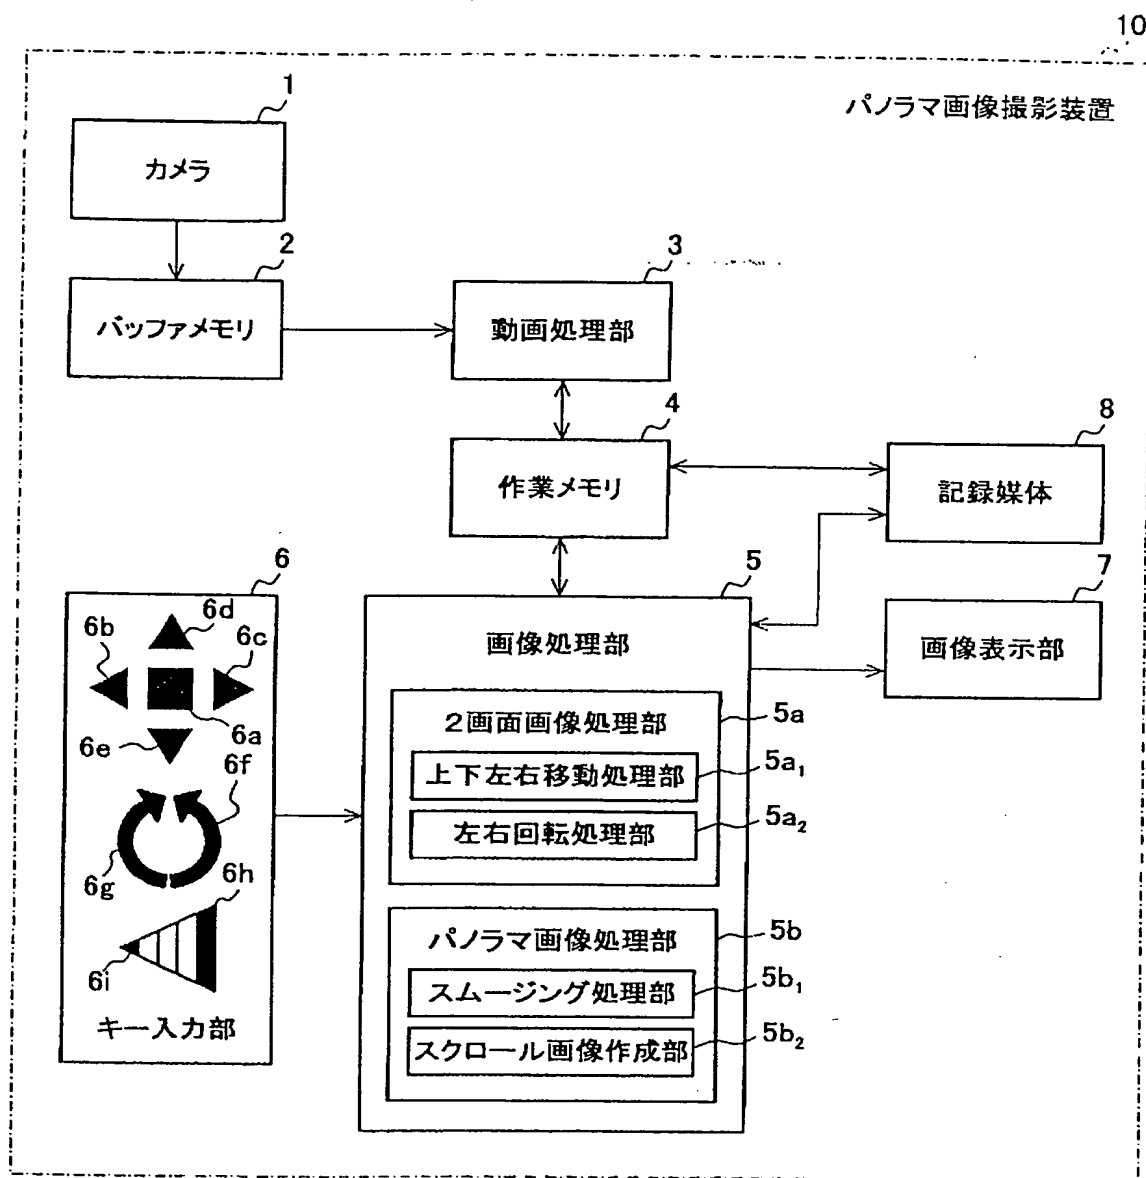 10
パノラマ画像撮影装置
1
カメラ
2
バッファメモリ
3
動画処理部
4
作業メモリ
8
記録媒体
7
画像表示部
6
6d
6b
6c
6e
6a
6f
6g
6h
6i
キー入力部
5
画像処理部
2画面画像処理部
5a
上下左右移動処理部
5a₁
左右回転処理部
5a₂
パノラマ画像処理部
5b
スムージング処理部
5b₁
スクロール画像作成部
5b₂